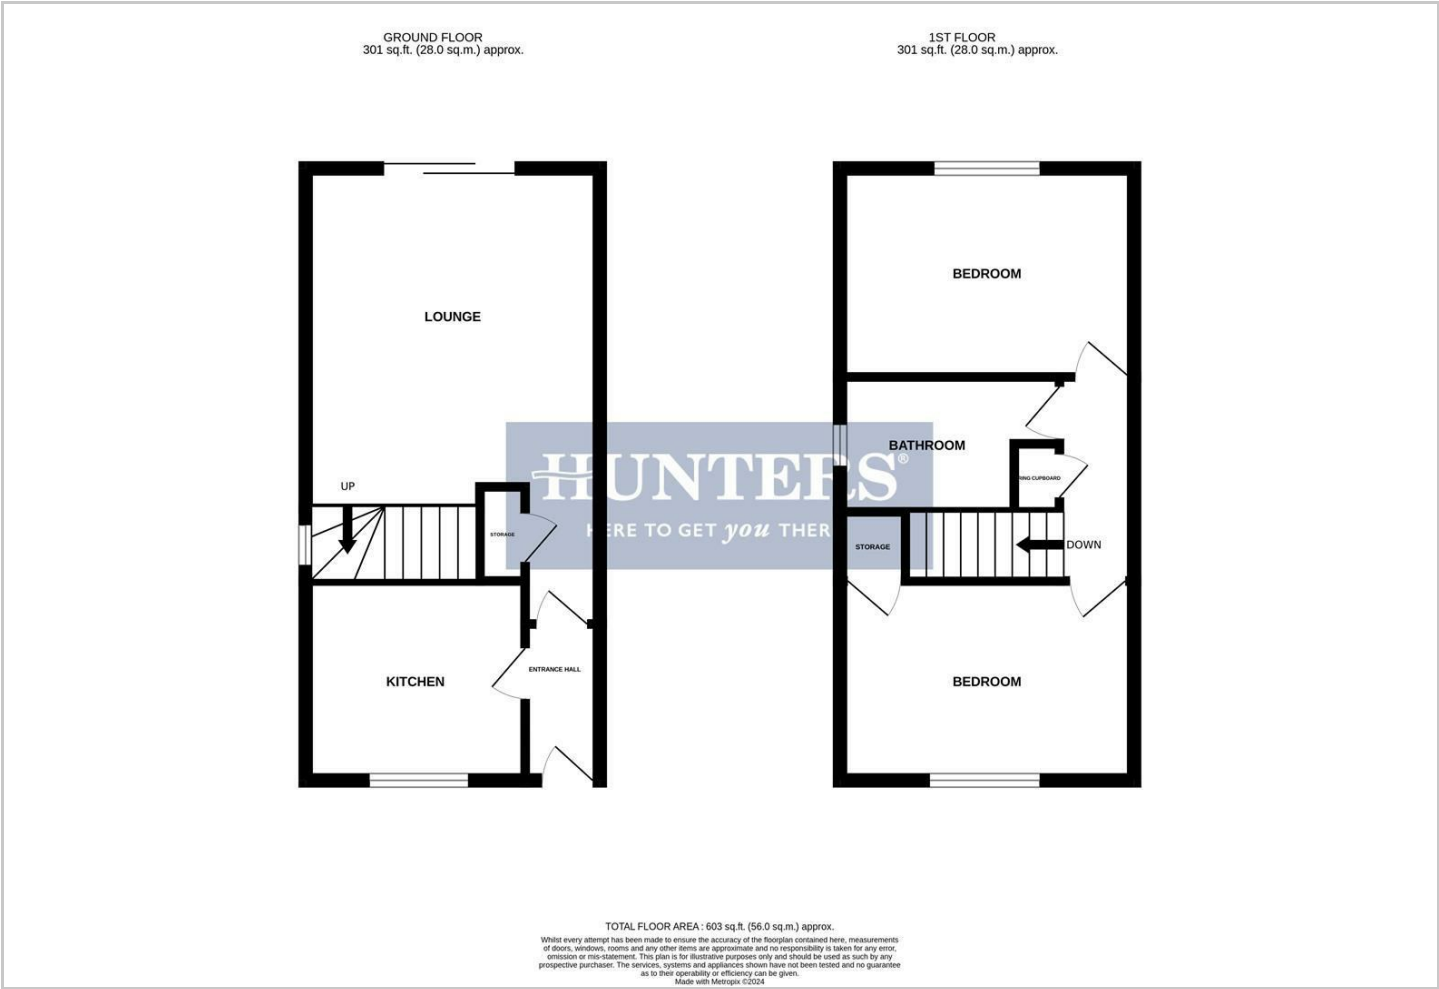 GROUND FLOOR
301 sq.ft. (28.0 sq.m.) approx.
1ST FLOOR
301 sq.ft. (28.0 sq.m.) approx.
LOUNGE
UP
STORAGE
KITCHEN
ENTRANCE HALL
BEDROOM
BATHROOM
RING CUPBOARD
STORAGE
DOWN
BEDROOM
HUNTERS®
HERE TO GET you THER
TOTAL FLOOR AREA : 603 sq.ft. (56.0 sq.m.) approx.
Whilst every attempt has been made to ensure the accuracy of the floorplan contained here, measurements
of doors, windows, rooms and any other items are approximate and no responsibility is taken for any error,
omission or mis-statement. This plan is for illustrative purposes only and should be used as such by any
prospective purchaser. The services, systems and appliances shown have not been tested and no guarantee
as to their operability or efficiency can be given.
Made with Metropix ©2024